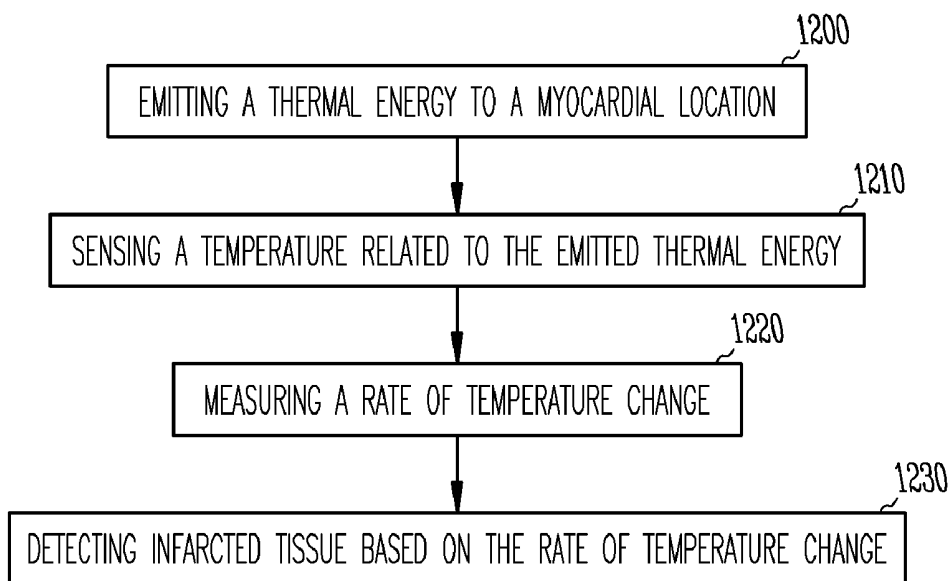 1200
EMITTING A THERMAL ENERGY TO A MYOCARDIAL LOCATION
1210
SENSING A TEMPERATURE RELATED TO THE EMITTED THERMAL ENERGY
1220
MEASURING A RATE OF TEMPERATURE CHANGE
1230
DETECTING INFARCTED TISSUE BASED ON THE RATE OF TEMPERATURE CHANGE